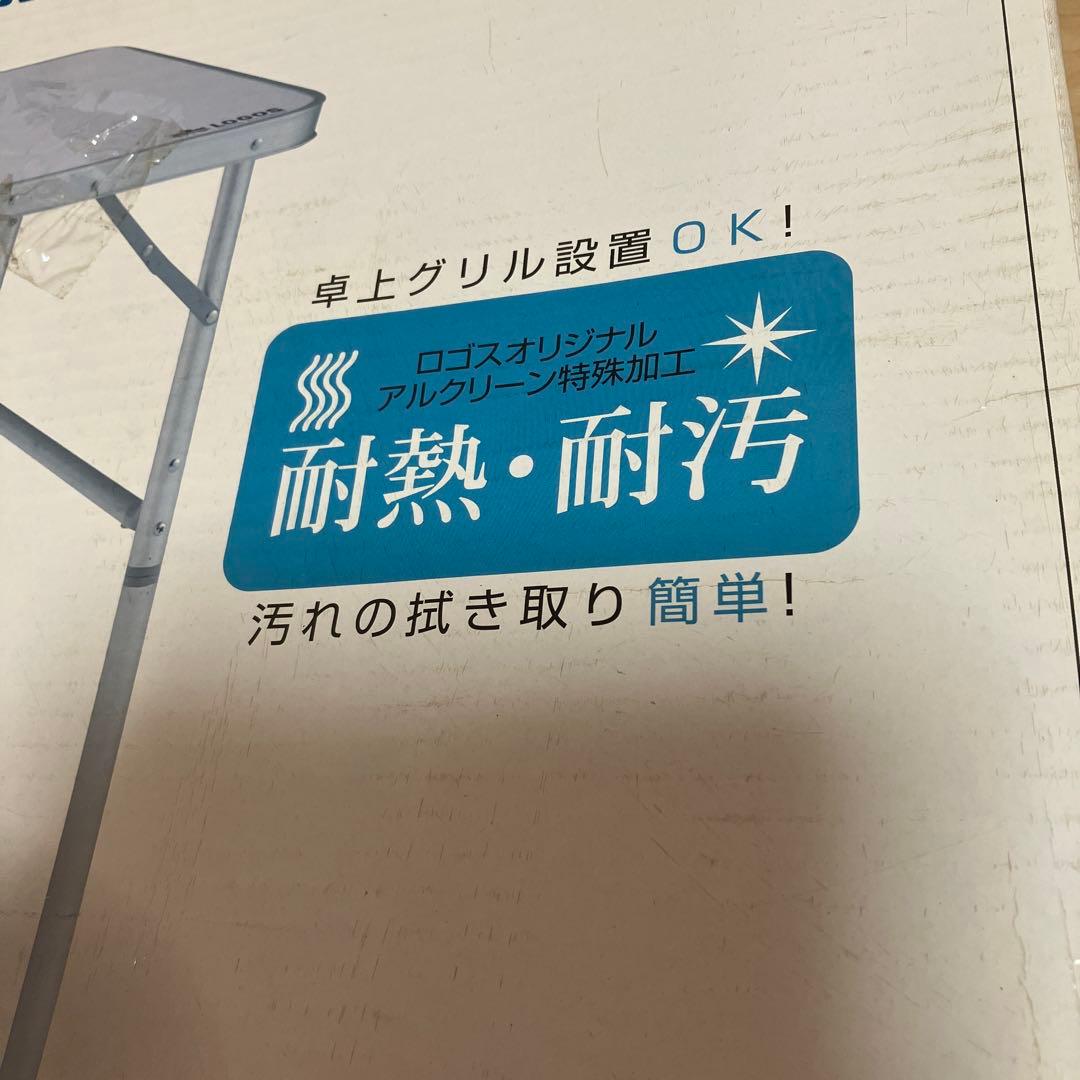 LOGOS
卓上グリル設置OK!
ロゴスオリジナル
アルクリーン特殊加工
耐熱・耐汚
汚れの拭き取り簡単!